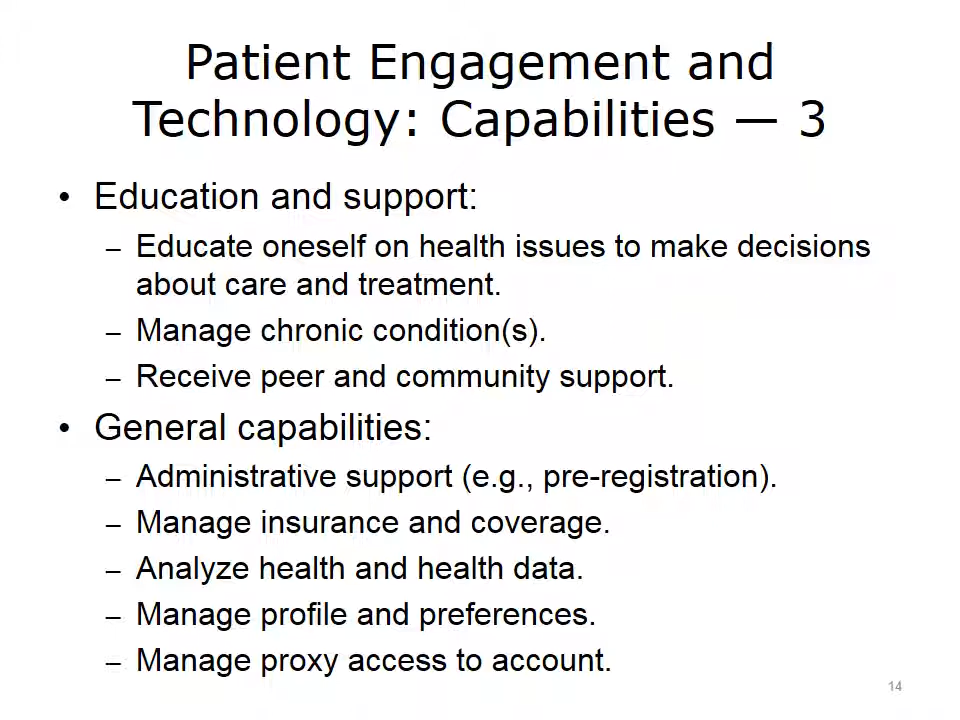 Patient Engagement and
Technology: Capabilities — 3
• Education and support:
– Educate oneself on health issues to make decisions
about care and treatment.
– Manage chronic condition(s).
– Receive peer and community support.
• General capabilities:
– Administrative support (e.g., pre-registration).
– Manage insurance and coverage.
– Analyze health and health data.
– Manage profile and preferences.
– Manage proxy access to account.
14